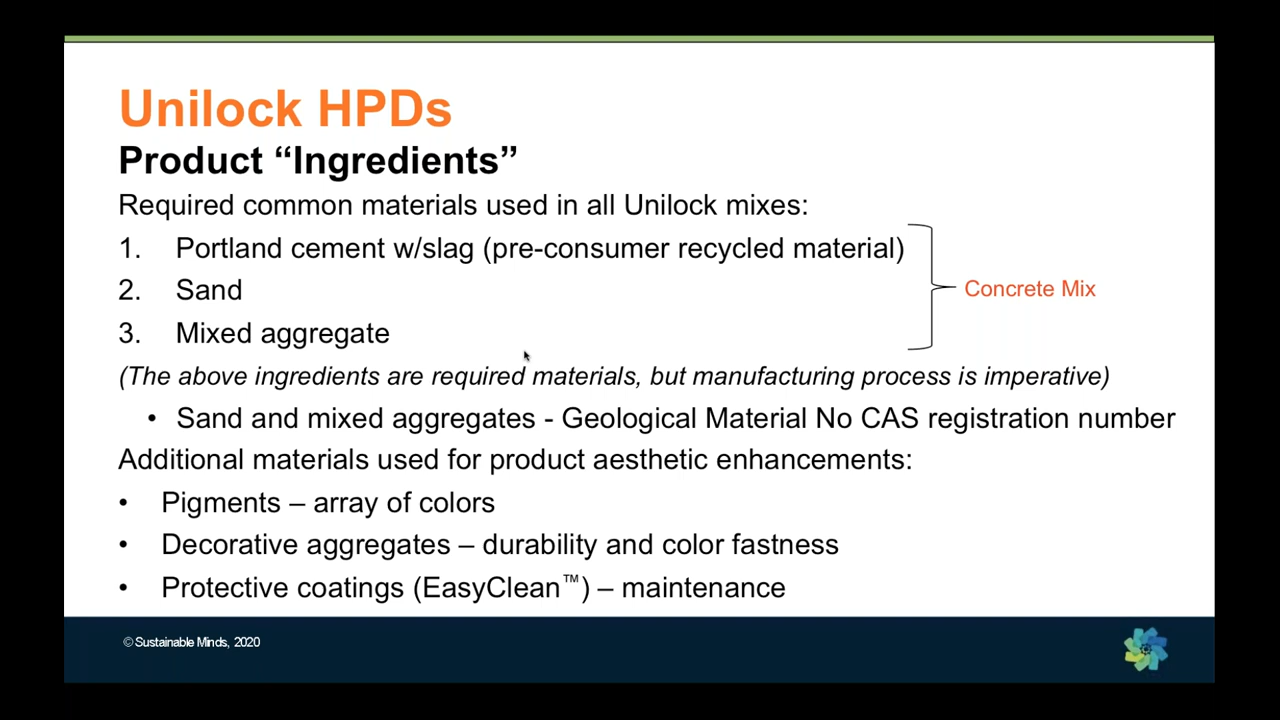 Unilock HPDs
Product “Ingredients”
Required common materials used in all Unilock mixes:
1. Portland cement w/slag (pre-consumer recycled material)
2. Sand
Concrete Mix
3. Mixed aggregate
(The above ingredients are required materials, but manufacturing process is imperative)
• Sand and mixed aggregates - Geological Material No CAS registration number
Additional materials used for product aesthetic enhancements:
• Pigments – array of colors
• Decorative aggregates – durability and color fastness
• Protective coatings (EasyClean™) – maintenance
© Sustainable Minds, 2020